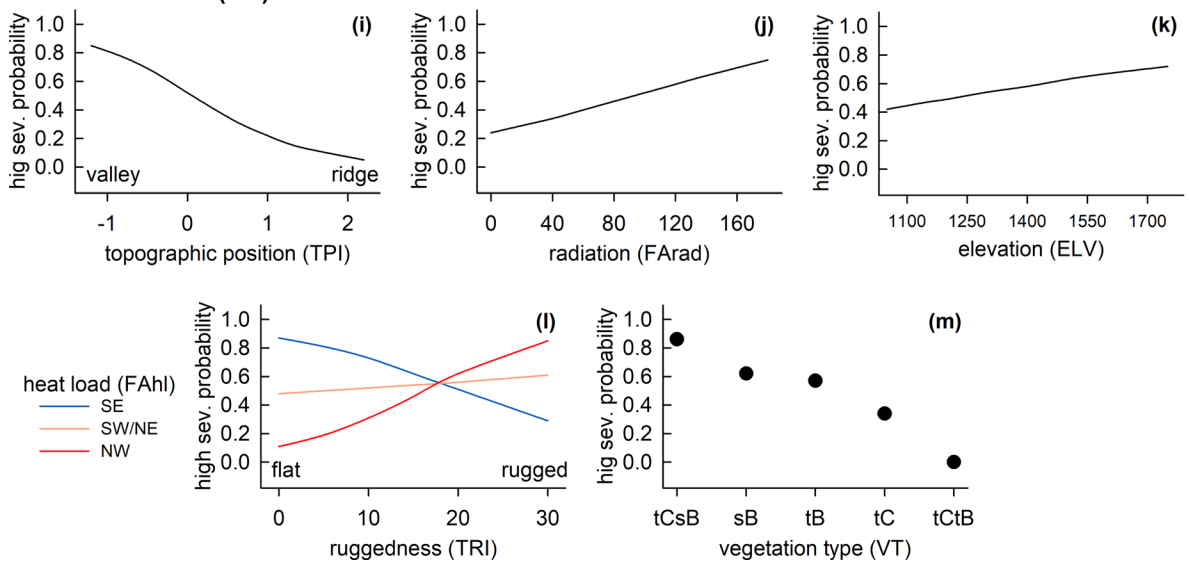 (i)
hig sev. probability
1.0
0.8
0.6
0.4
0.2
0.0
valley
ridge
-1
0
1
2
topographic position (TPI)
(j)
hig sev. probability
1.0
0.8
0.6
0.4
0.2
0.0
0
40
80
120
160
radiation (FArad)
(k)
hig sev. probability
1.0
0.8
0.6
0.4
0.2
0.0
1100
1250
1400
1550
1700
elevation (ELV)
heat load (FAhl)
SE
SW/NE
NW
(l)
high sev. probability
1.0
0.8
0.6
0.4
0.2
0.0
flat
rugged
0
10
20
30
ruggedness (TRI)
(m)
hig sev. probability
1.0
0.8
0.6
0.4
0.2
0.0
tCsB
sB
tB
tC
tCtB
vegetation type (VT)